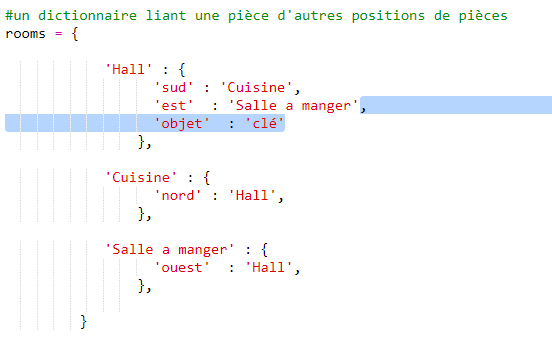 #un dictionnaire liant une pièce d'autres positions de pièces
rooms = {
'Hall' : {
'sud' : 'Cuisine',
'est'  : 'Salle a manger',
'objet'  : 'clé'
},
'Cuisine' : {
'nord' : 'Hall',
},
'Salle a manger' : {
'ouest'  : 'Hall',
},
}